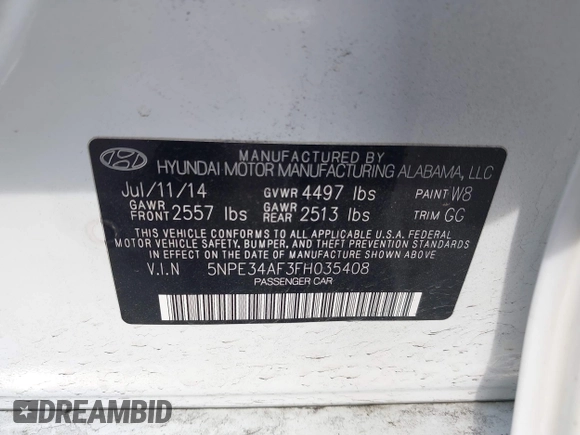 MANUFACTURED BY
HYUNDAI MOTOR MANUFACTURING ALABAMA, LLC
Jul/11/14 GVWR 4497 lbs PAINT W8
GAWR FRONT 2557 lbs GAWR REAR 2513 lbs TRIM GG
THIS VEHICLE CONFORMS TO ALL APPLICABLE U.S.A. FEDERAL
MOTOR VEHICLE SAFETY, BUMPER, AND THEFT PREVENTION STANDARDS
IN EFFECT ON THE DATE OF MANUFACTURE SHOWN ABOVE.
V.I.N 5NPE34AF3FH035408
PASSENGER CAR
DREAMBID